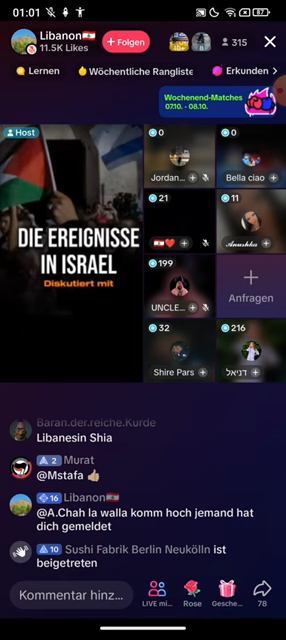 01:01
87
Libanon🇱🇧
11.5K Likes
+ Folgen
315
Lernen
Wöchentliche Rangliste
Erkunden
Wochenend-Matches
07.10. - 08.10.
Host
0
Jordan...
0
Bella ciao
DIE EREIGNISSE
IN ISRAEL
Diskutiert mit
21
🇱🇧❤️
11
Anushka
199
UNCLE...
Anfragen
32
Shire Pars
216
דניאל
Baran.der.reiche.Kurde
Libanesin Shia
2 Murat
@Mstafa 👍🏼
16 Libanon🇱🇧
@A.Chah la walla komm hoch jemand hat
dich gemeldet
10 Sushi Fabrik Berlin Neukölln ist
beigetreten
Kommentar hinz...
LIVE mi...
Rose
Gesche...
78